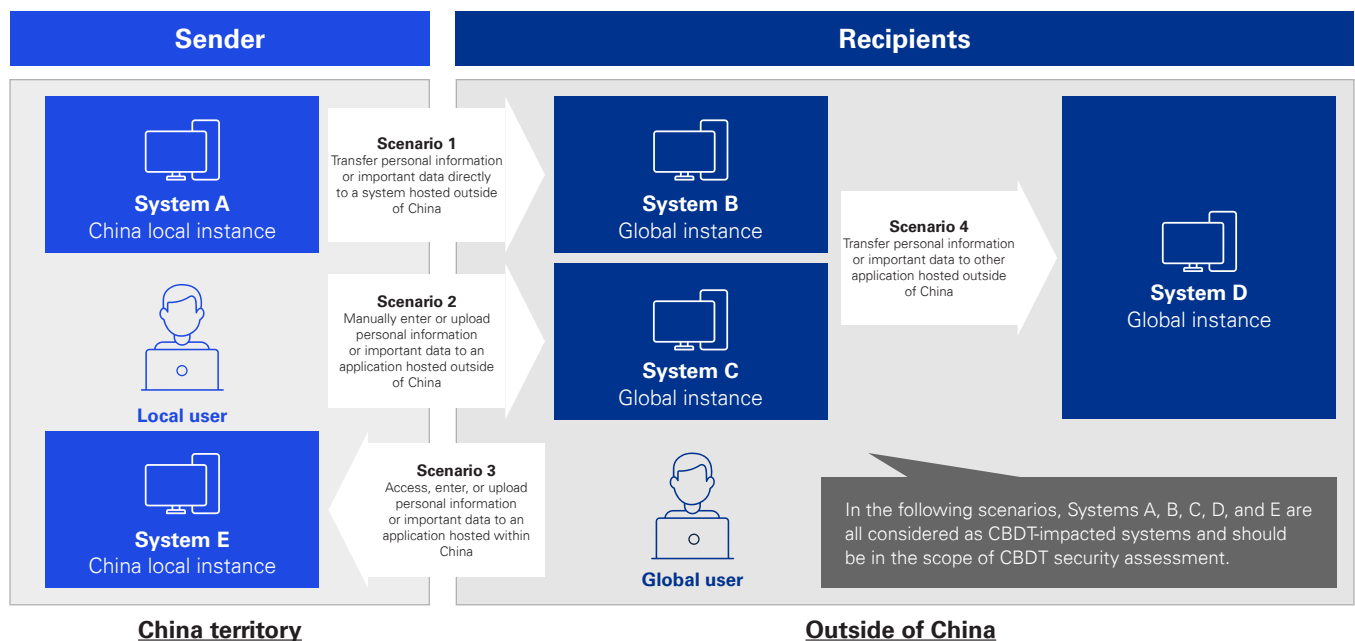 Sender
Recipients
System A
China local instance
Scenario 1
Transfer personal information
or important data directly
to a system hosted outside
of China
System B
Global instance
Scenario 4
Transfer personal information
or important data to other
application hosted outside
of China
System D
Global instance
Local user
Scenario 2
Manually enter or upload
personal information
or important data to an
application hosted outside
of China
System C
Global instance
System E
China local instance
Scenario 3
Access, enter, or upload
personal information
or important data to an
application hosted within
China
Global user
In the following scenarios, Systems A, B, C, D, and E are
all considered as CBDT-impacted systems and should
be in the scope of CBDT security assessment.
China territory
Outside of China